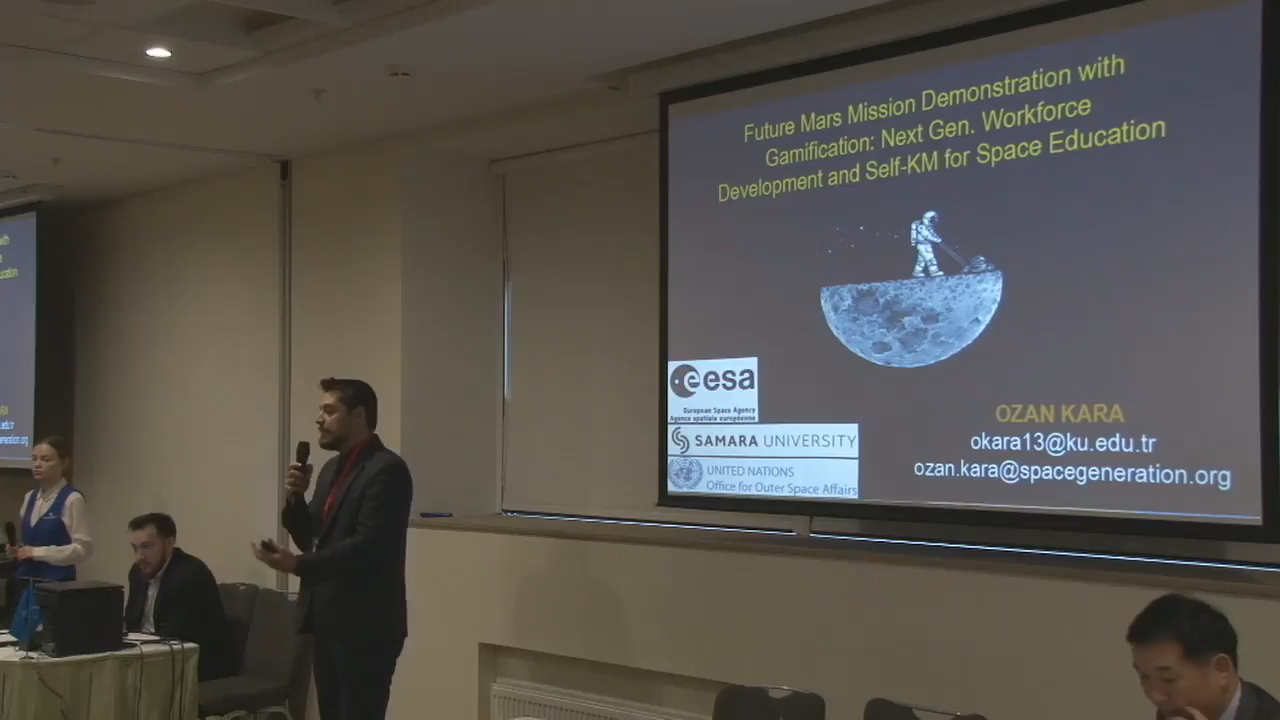 Future Mars Mission Demonstration with
Gamification: Next Gen. Workforce
Development and Self-KM for Space Education
esa
European Space Agency
Agence spatiale européenne
SAMARA UNIVERSITY
UNITED NATIONS
Office for Outer Space Affairs
OZAN KARA
okara13@ku.edu.tr
ozan.kara@spacegeneration.org